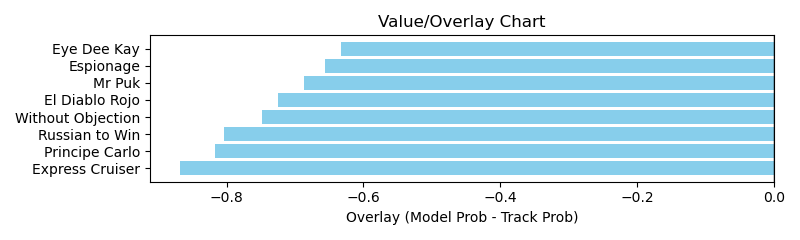 Value/Overlay Chart
Eye Dee Kay
Espionage
Mr Puk
El Diablo Rojo
Without Objection
Russian to Win
Principe Carlo
Express Cruiser
−0.8 −0.6 −0.4 −0.2 0.0
Overlay (Model Prob - Track Prob)